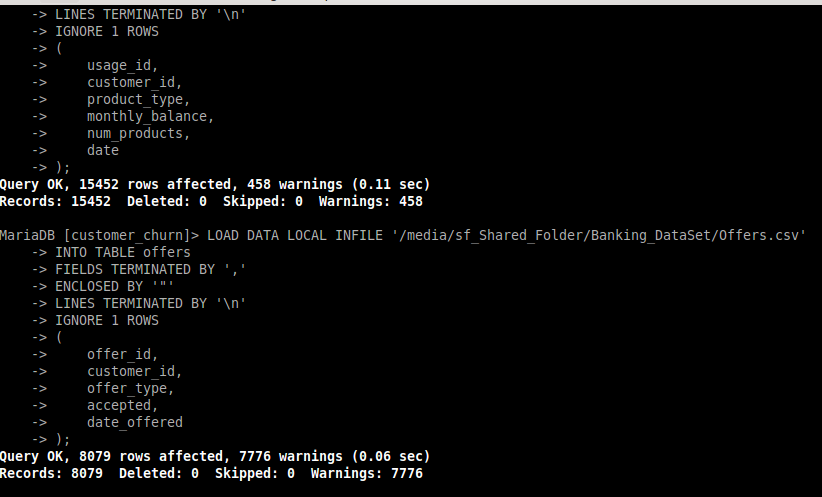 -> LINES TERMINATED BY '\n'
-> IGNORE 1 ROWS
-> (
-> usage_id,
-> customer_id,
-> product_type,
-> monthly_balance,
-> num_products,
-> date
-> );
Query OK, 15452 rows affected, 458 warnings (0.11 sec)
Records: 15452 Deleted: 0 Skipped: 0 Warnings: 458
MariaDB [customer_churn]> LOAD DATA LOCAL INFILE '/media/sf_Shared_Folder/Banking_DataSet/Offers.csv'
-> INTO TABLE offers
-> FIELDS TERMINATED BY ','
-> ENCLOSED BY '"'
-> LINES TERMINATED BY '\n'
-> IGNORE 1 ROWS
-> (
-> offer_id,
-> customer_id,
-> offer_type,
-> accepted,
-> date_offered
-> );
Query OK, 8079 rows affected, 7776 warnings (0.06 sec)
Records: 8079 Deleted: 0 Skipped: 0 Warnings: 7776